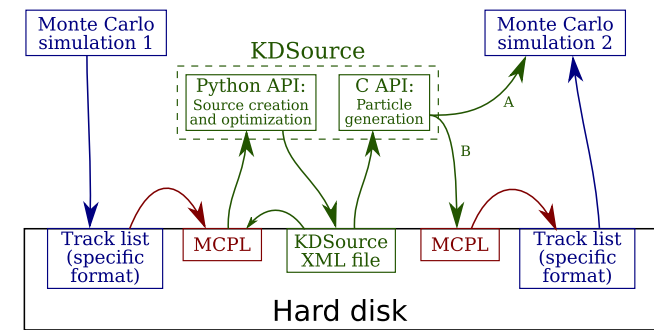 Monte Carlo
simulation 1
KDSource
Monte Carlo
simulation 2
Python API:
Source creation
and optimization
C API:
Particle
generation
A
B
Track list
(specific
format)
MCPL
KDSource
XML file
MCPL
Track list
(specific
format)
Hard disk